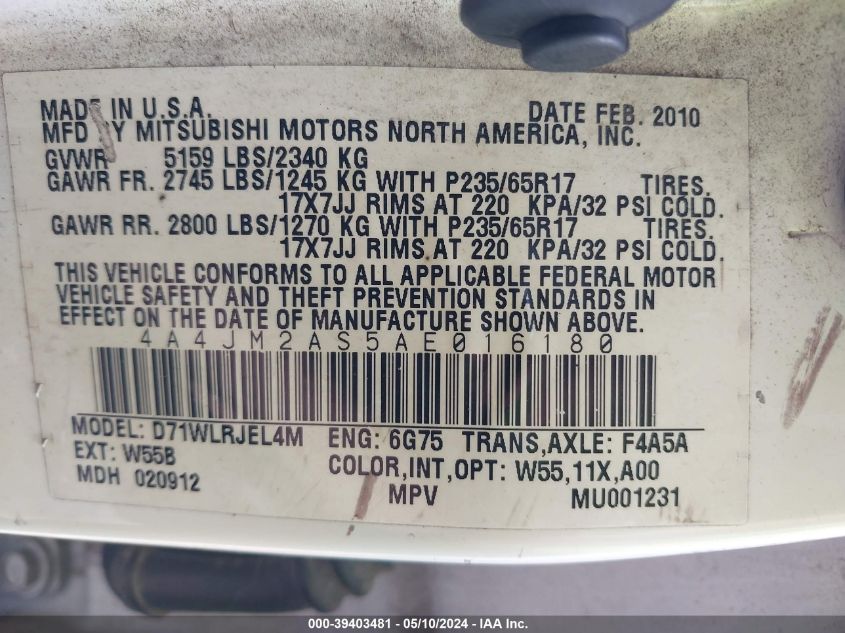 MADE IN U.S.A. DATE FEB. 2010
MFD BY MITSUBISHI MOTORS NORTH AMERICA, INC.
GVWR 5159 LBS/2340 KG
GAWR FR. 2745 LBS/1245 KG WITH P235/65R17 TIRES.
17X7JJ RIMS AT 220 KPA/32 PSI COLD.
GAWR RR. 2800 LBS/1270 KG WITH P235/65R17 TIRES.
17X7JJ RIMS AT 220 KPA/32 PSI COLD.
THIS VEHICLE CONFORMS TO ALL APPLICABLE FEDERAL MOTOR
VEHICLE SAFETY AND THEFT PREVENTION STANDARDS IN
EFFECT ON THE DATE OF MANUFACTURE SHOWN ABOVE.
4A4JM2AS5AE016180
MODEL: D71WLRJEL4M ENG: 6G75 TRANS,AXLE: F4A5A
EXT: W55B COLOR,INT,OPT: W55,11X,A00
MDH 020912 MPV MU001231
000-39403481 - 05/10/2024 - IAA Inc.